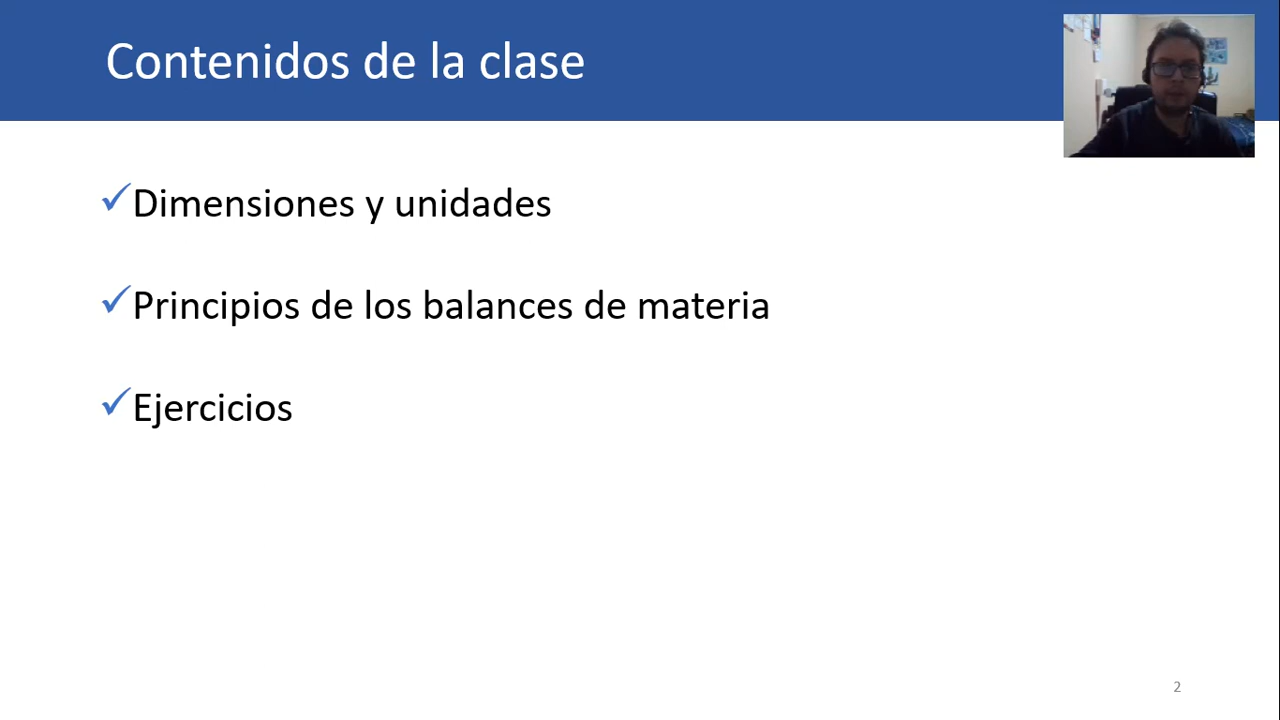 Contenidos de la clase
Dimensiones y unidades
Principios de los balances de materia
Ejercicios
2